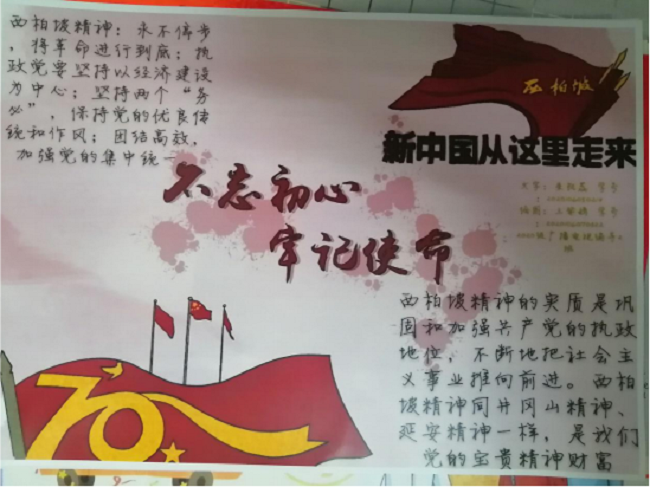 西柏坡精神：永不停步
，将革命进行到底；执
政党要坚持以经济建设
为中心；坚持两个“务
必”，保持党的优良传
统和作风；团结高效，
加强党的集中统一
西柏坡
新中国从这里走来
不忘初心
牢记使命
西柏坡精神的实质是巩
固和加强共产党的执政
地位，不断地把社会主
义事业推向前进。西柏
坡精神同井冈山精神、
延安精神一样，是我们
党的宝贵精神财富
70